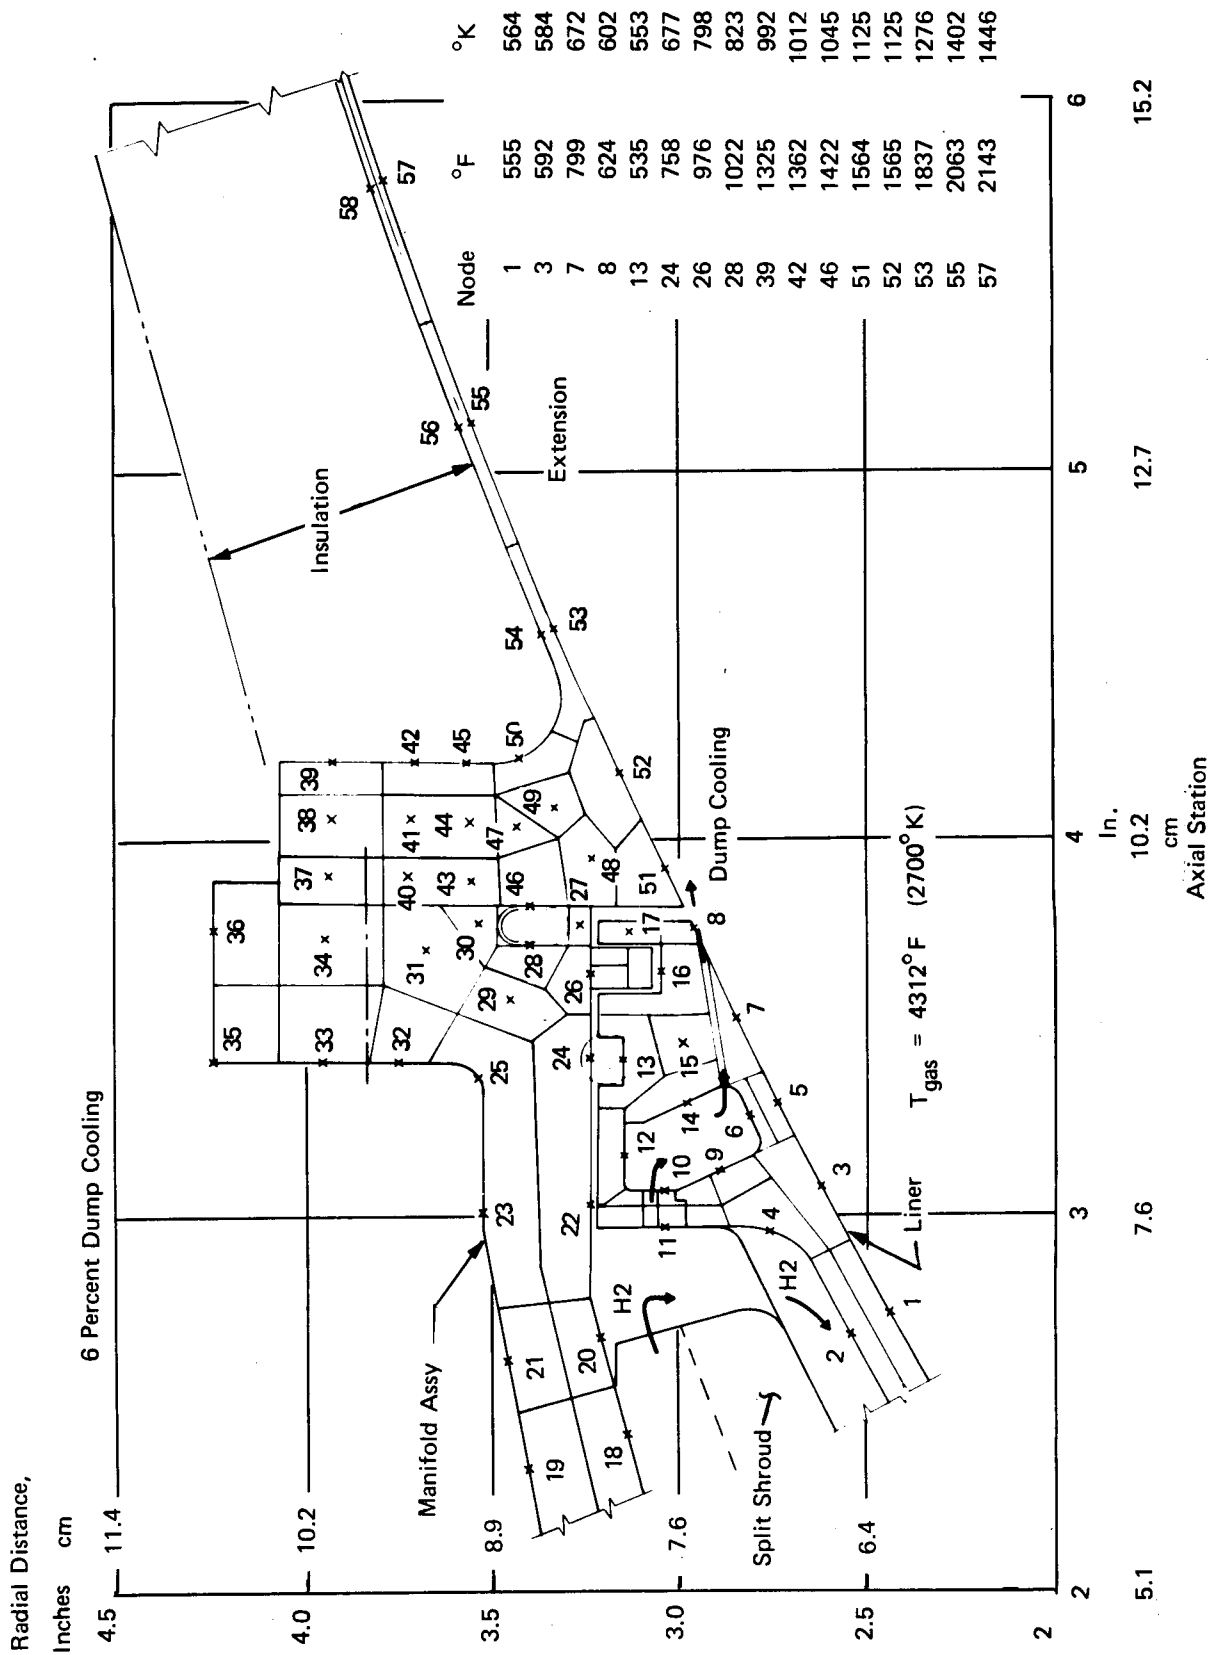 6 Percent Dump Cooling
Radial Distance,
Inches cm
4.5 11.4
4.0 10.2
3.5 8.9
3.0 7.6
2.5 6.4
2
Manifold Assy
Split Shroud
H2
H2
Liner
Insulation
Extension
Dump Cooling
Tgas = 4312°F (2700°K)
35
36
33
34
37
38
39
32
31
30
40
41
42
43
44
45
25
29
28
46
47
49
50
23
24
26
27
48
22
19
21
18
20
12
13
14
15
16
17
10
11
9
6
4
2
1
3
5
7
8
51
52
53
54
55
56
57
58
Node °F °K
1 555 564
3 592 584
7 799 672
8 624 602
13 535 553
24 758 677
26 976 798
28 1022 823
39 1325 992
42 1362 1012
46 1422 1045
51 1564 1125
52 1565 1125
53 1837 1276
55 2063 1402
57 2143 1446
2 3 4 5 6
In.
5.1 7.6 10.2 12.7 15.2
cm
Axial Station